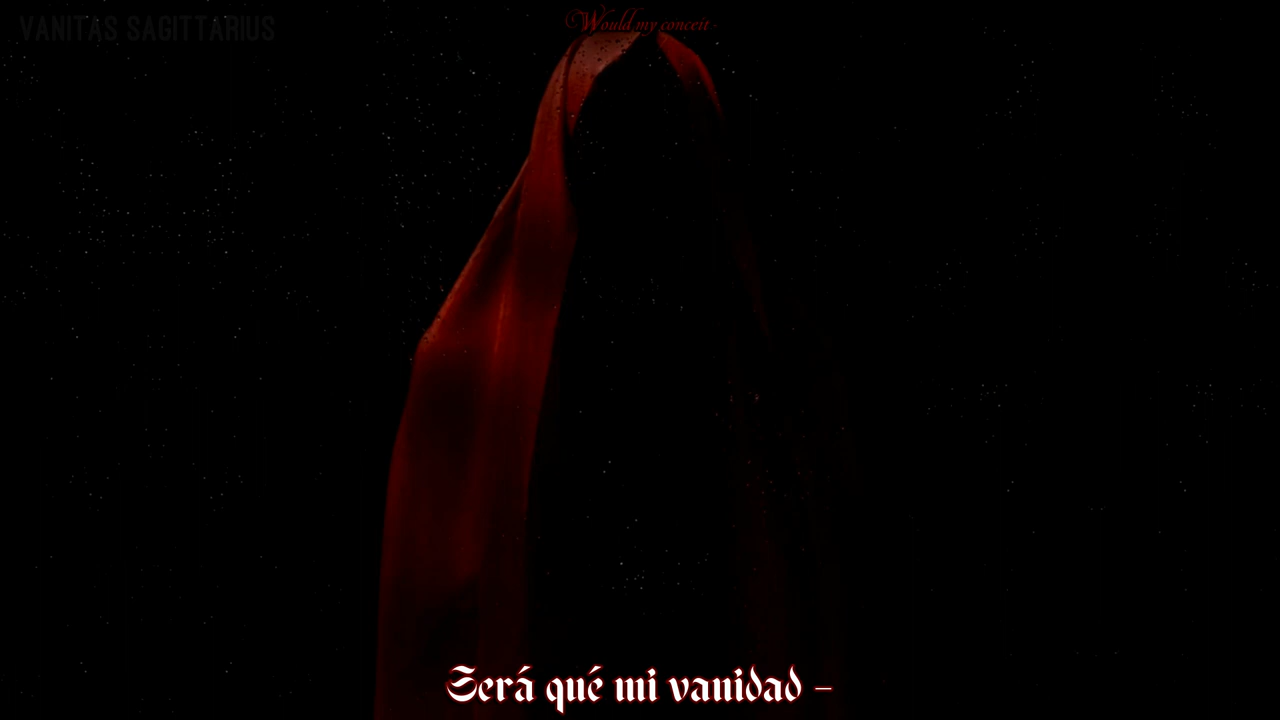 VANITAS SAGITTARIUS
Would my conceit -
Será qué mi vanidad –